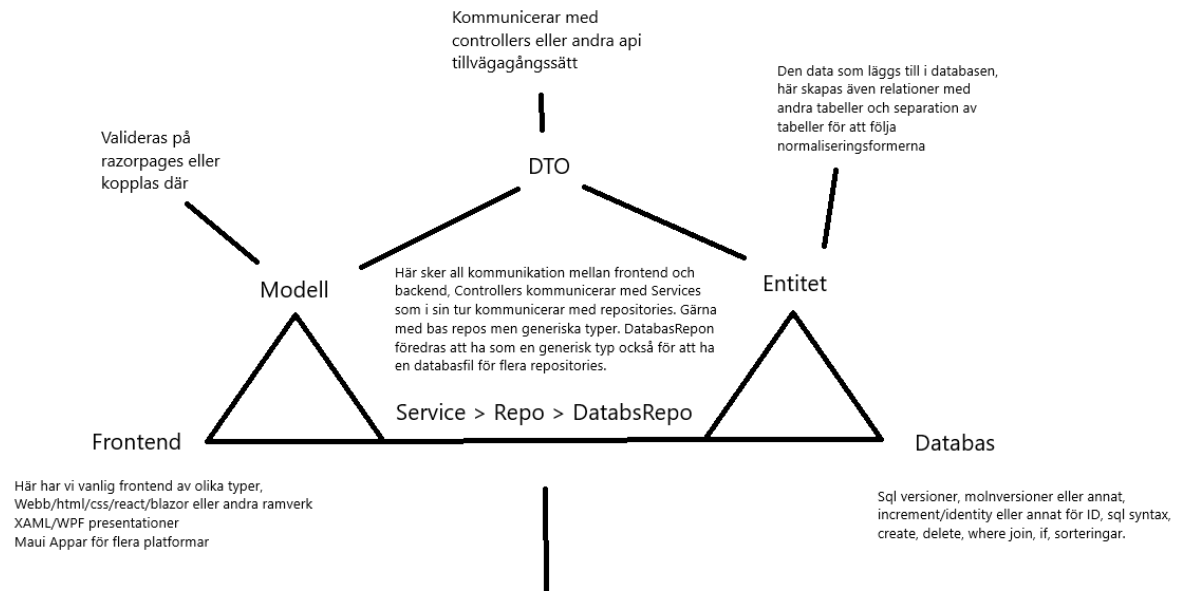 Kommunicerar med
controllers eller andra api
tillvägagångssätt
Den data som läggs till i databasen,
här skapas även relationer med
andra tabeller och separation av
tabeller för att följa
normaliseringsformerna
Valideras på
razorpages eller
kopplas där
DTO
Modell
Här sker all kommunikation mellan frontend och
backend, Controllers kommunicerar med Services
som i sin tur kommunicerar med repositories. Gärna
med bas repos men generiska typer. DatabasRepon
föredras att ha som en generisk typ också för att ha
en databasfil för flera repositories.
Entitet
Service > Repo > DatabsRepo
Frontend
Databas
Här har vi vanlig frontend av olika typer,
Webb/html/css/react/blazor eller andra ramverk
XAML/WPF presentationer
Maui Appar för flera platformar
Sql versioner, molnversioner eller annat,
increment/identity eller annat för ID, sql syntax,
create, delete, where join, if, sorteringar.